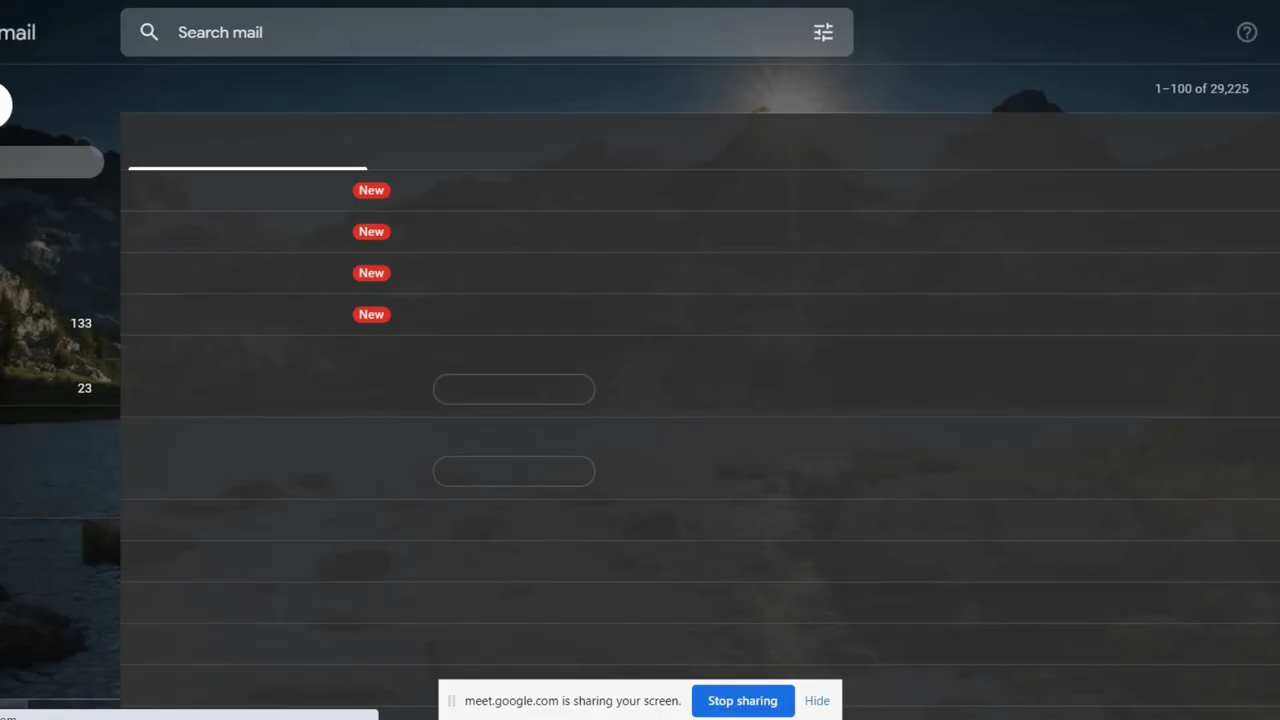 mail
Search mail
1–100 of 29,225
New
New
New
New
133
23
meet.google.com is sharing your screen. Stop sharing Hide